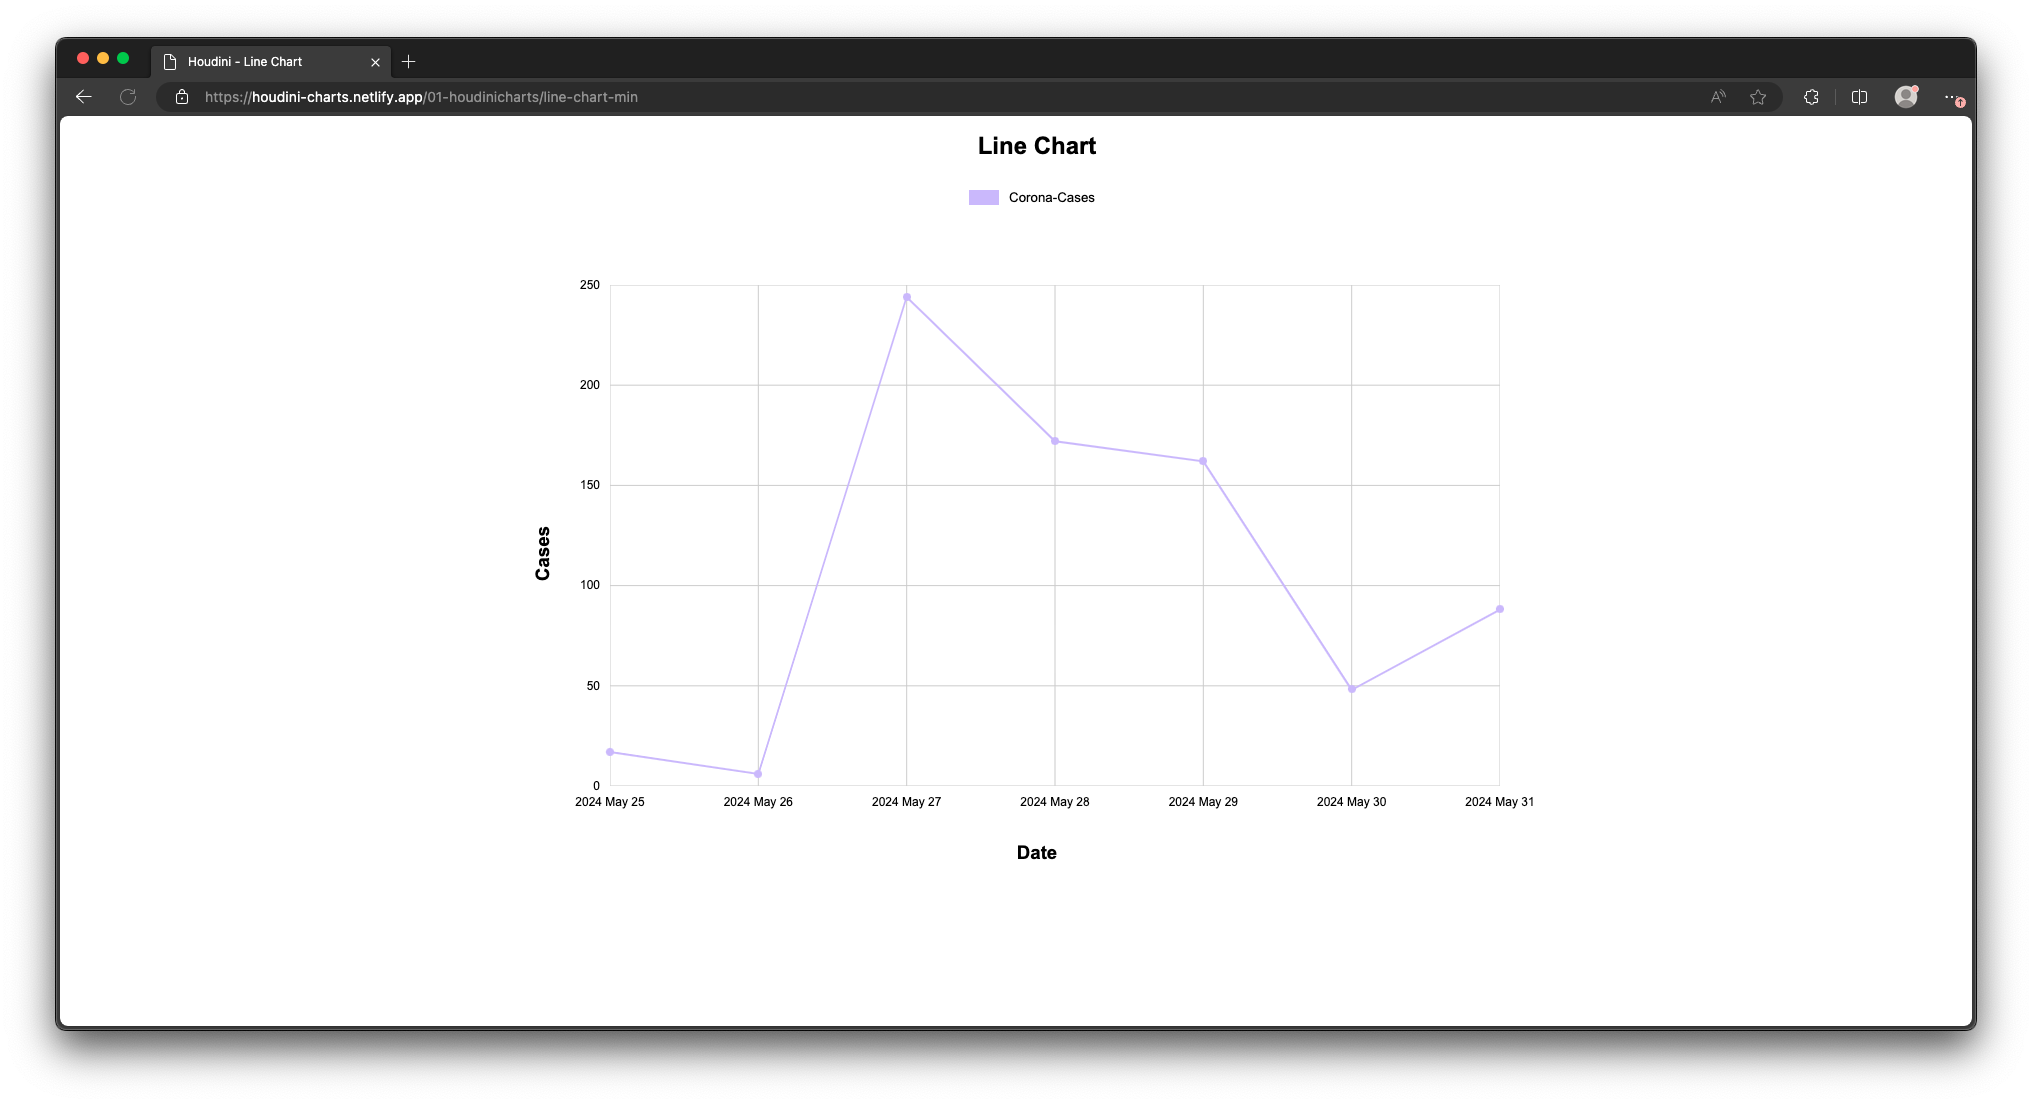 Houdini - Line Chart
https://houdini-charts.netlify.app/01-houdinicharts/line-chart-min
Line Chart
Corona-Cases
250
200
150
100
50
0
Cases
2024 May 25 2024 May 26 2024 May 27 2024 May 28 2024 May 29 2024 May 30 2024 May 31
Date